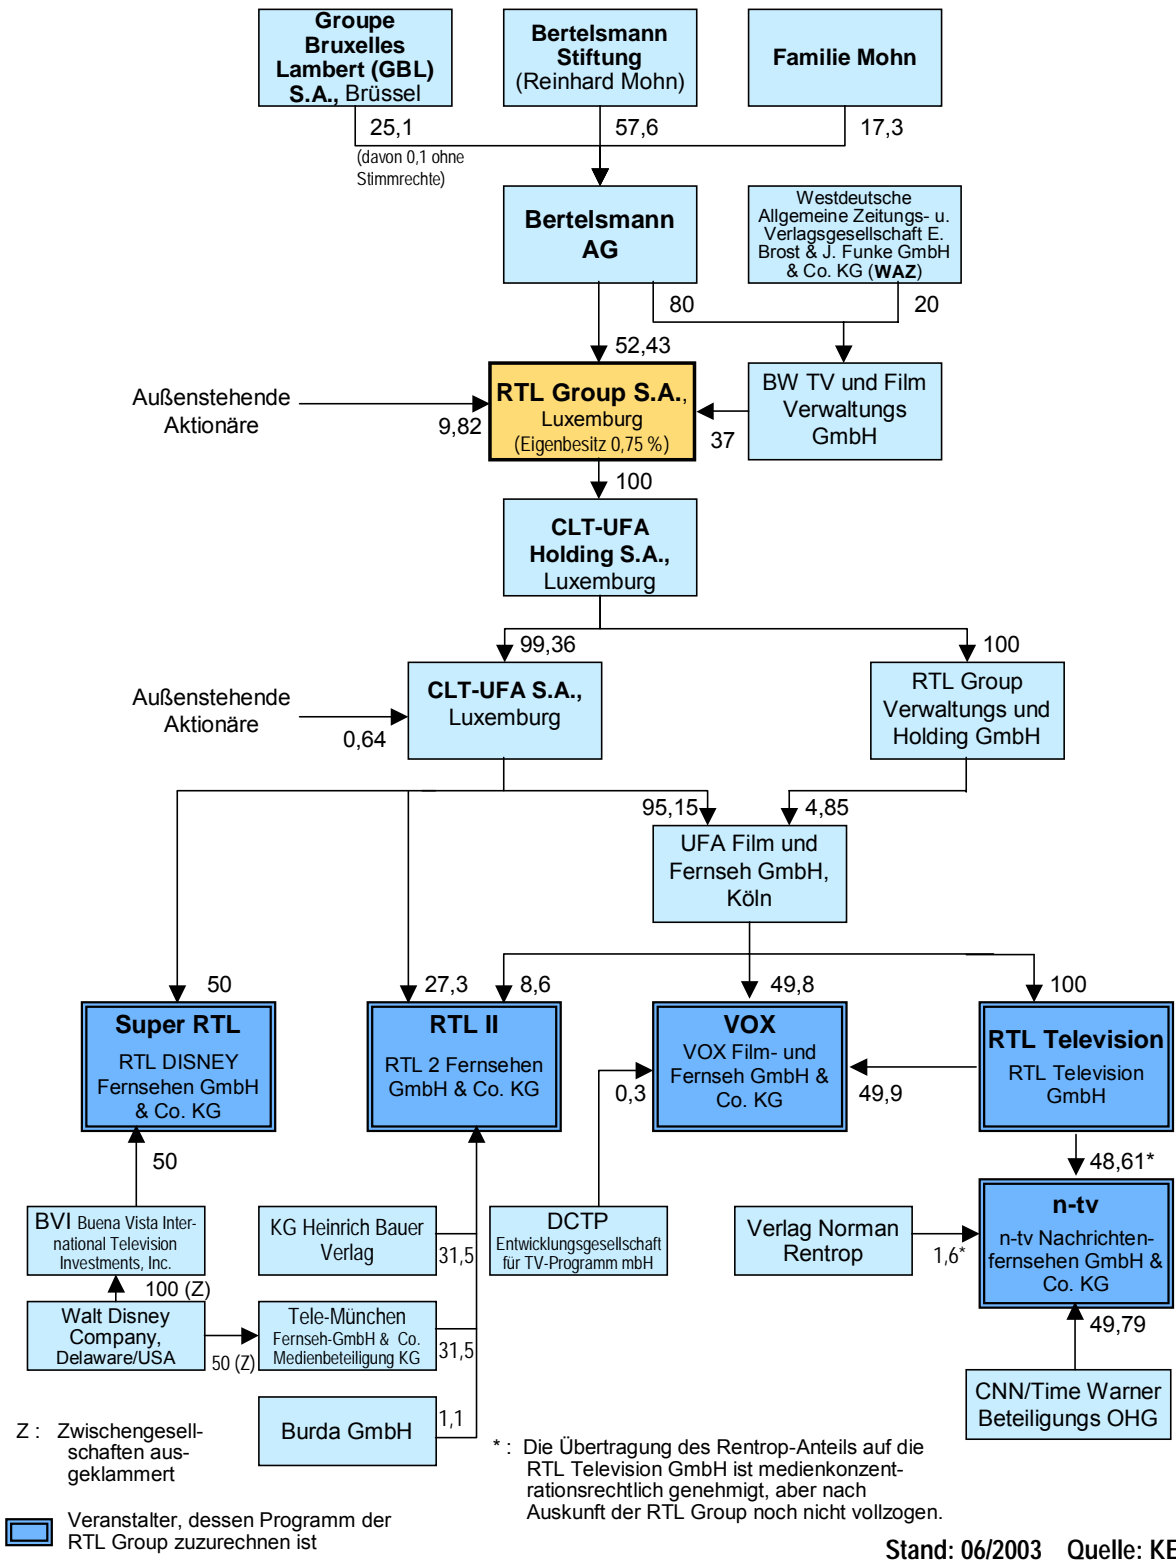 Groupe
Bruxelles
Lambert (GBL)
S.A., Brüssel
Bertelsmann
Stiftung
(Reinhard Mohn)
Familie Mohn
25,1
57,6
17,3
(davon 0,1 ohne
Stimmrechte)
Bertelsmann
AG
Westdeutsche
Allgemeine Zeitungs- u.
Verlagsgesellschaft E.
Brost & J. Funke GmbH
& Co. KG (WAZ)
80
20
52,43
Außenstehende
Aktionäre
9,82
RTL Group S.A.,
Luxemburg
(Eigenbesitz 0,75 %)
37
BW TV und Film
Verwaltungs
GmbH
100
CLT-UFA
Holding S.A.,
Luxemburg
99,36
100
Außenstehende
Aktionäre
0,64
CLT-UFA S.A.,
Luxemburg
RTL Group
Verwaltungs und
Holding GmbH
95,15
4,85
UFA Film und
Fernseh GmbH,
Köln
50
27,3
8,6
49,8
100
Super RTL
RTL DISNEY
Fernsehen GmbH
& Co. KG
RTL II
RTL 2 Fernsehen
GmbH & Co. KG
VOX
VOX Film- und
Fernseh GmbH &
Co. KG
RTL Television
RTL Television
GmbH
0,3
49,9
50
48,61*
BVI Buena Vista Inter-
national Television
Investments, Inc.
KG Heinrich Bauer
Verlag
31,5
DCTP
Entwicklungsgesellschaft
für TV-Programm mbH
Verlag Norman
Rentrop
1,6*
n-tv
n-tv Nachrichten-
fernsehen GmbH &
Co. KG
100 (Z)
Walt Disney
Company,
Delaware/USA
50 (Z)
Tele-München
Fernseh-GmbH & Co.
Medienbeteiligung KG
31,5
49,79
Burda GmbH
1,1
CNN/Time Warner
Beteiligungs OHG
Z : Zwischengesell-
schaften aus-
geklammert
* : Die Übertragung des Rentrop-Anteils auf die
RTL Television GmbH ist medienkonzent-
rationsrechtlich genehmigt, aber nach
Auskunft der RTL Group noch nicht vollzogen.
Veranstalter, dessen Programm der
RTL Group zuzurechnen ist
Stand: 06/2003 Quelle: